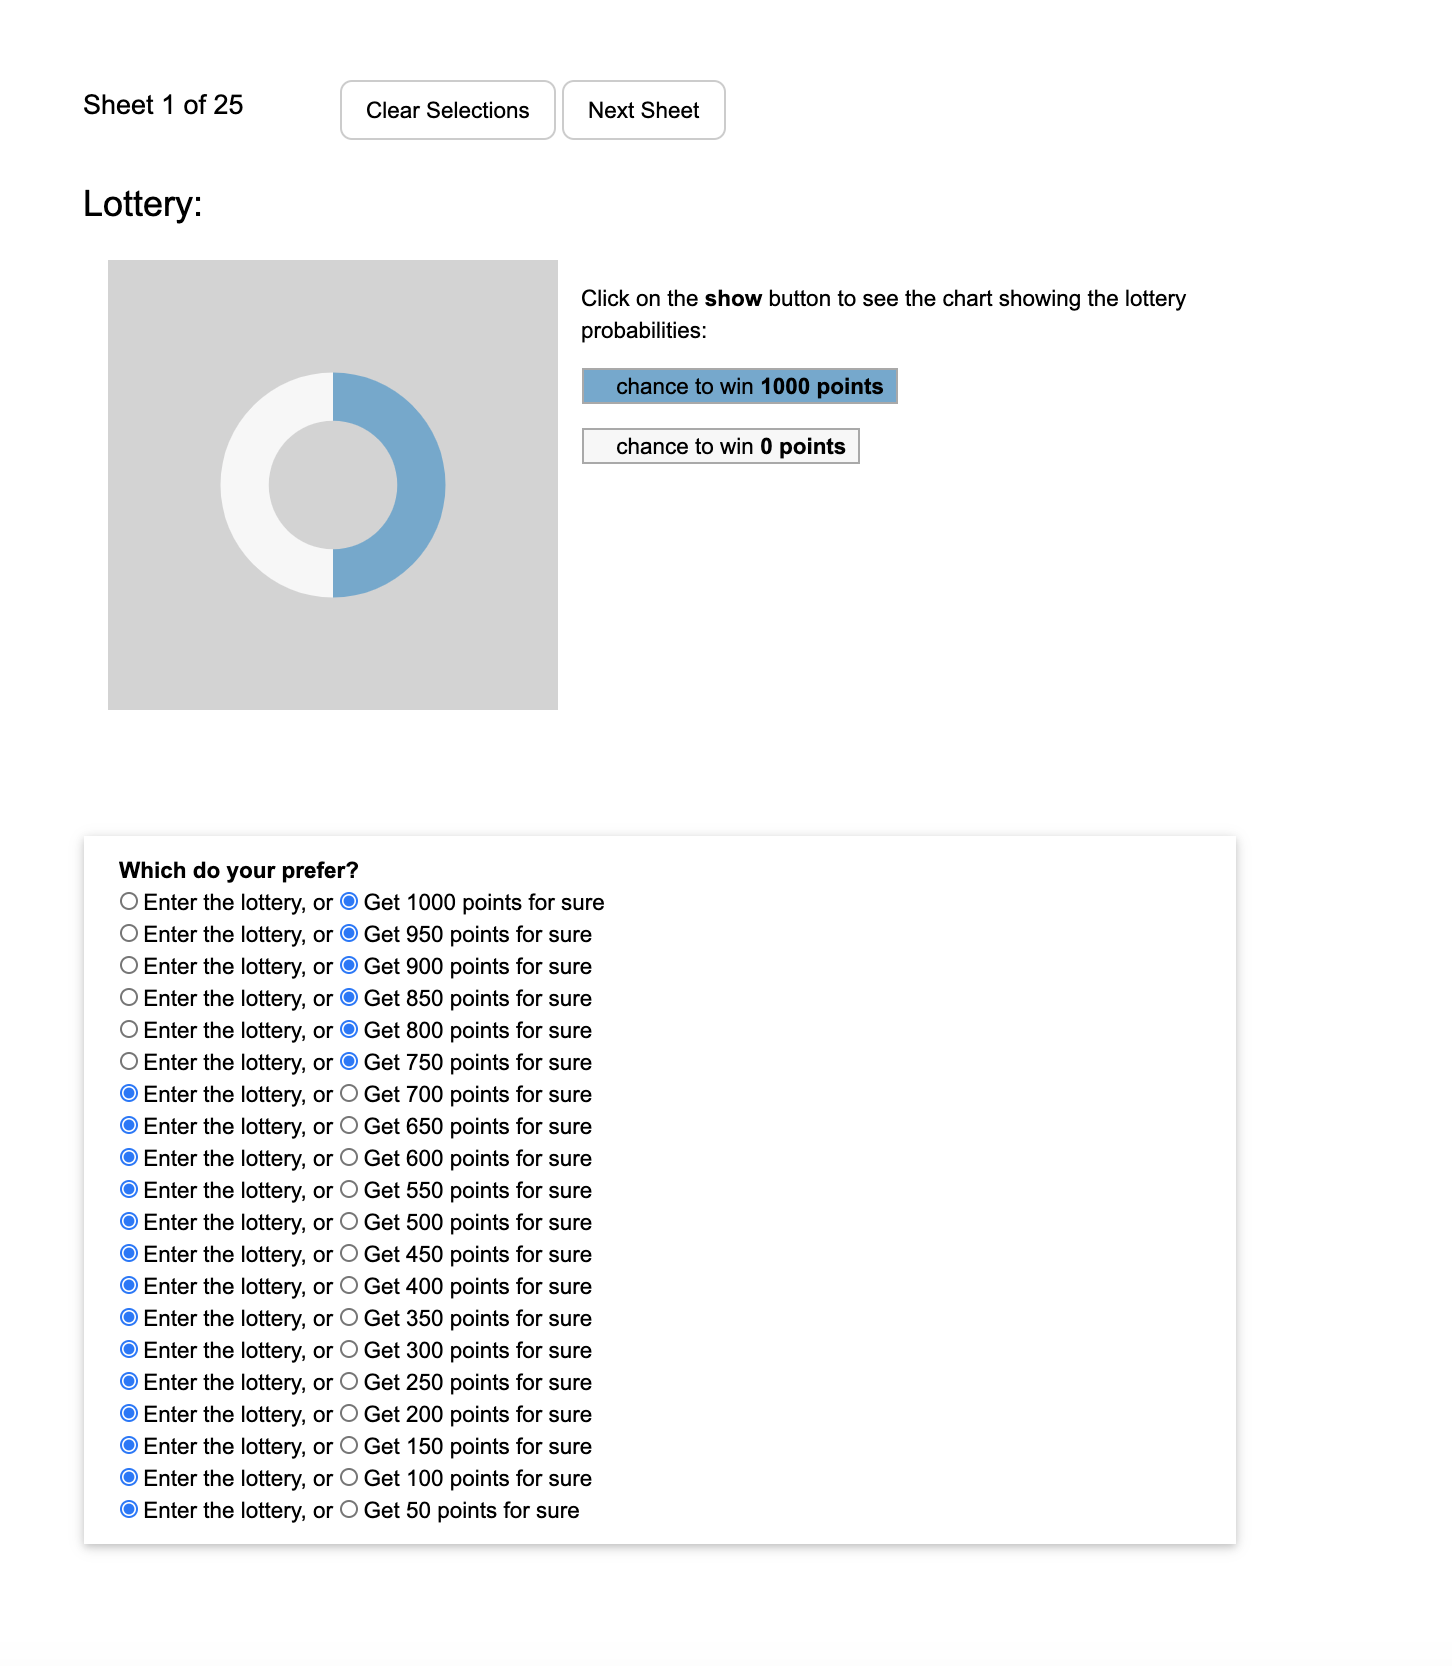 Sheet 1 of 25
Clear Selections
Next Sheet
Lottery:
Click on the show button to see the chart showing the lottery
probabilities:
chance to win 1000 points
chance to win 0 points
Which do your prefer?
Enter the lottery, or Get 1000 points for sure
Enter the lottery, or Get 950 points for sure
Enter the lottery, or Get 900 points for sure
Enter the lottery, or Get 850 points for sure
Enter the lottery, or Get 800 points for sure
Enter the lottery, or Get 750 points for sure
Enter the lottery, or Get 700 points for sure
Enter the lottery, or Get 650 points for sure
Enter the lottery, or Get 600 points for sure
Enter the lottery, or Get 550 points for sure
Enter the lottery, or Get 500 points for sure
Enter the lottery, or Get 450 points for sure
Enter the lottery, or Get 400 points for sure
Enter the lottery, or Get 350 points for sure
Enter the lottery, or Get 300 points for sure
Enter the lottery, or Get 250 points for sure
Enter the lottery, or Get 200 points for sure
Enter the lottery, or Get 150 points for sure
Enter the lottery, or Get 100 points for sure
Enter the lottery, or Get 50 points for sure